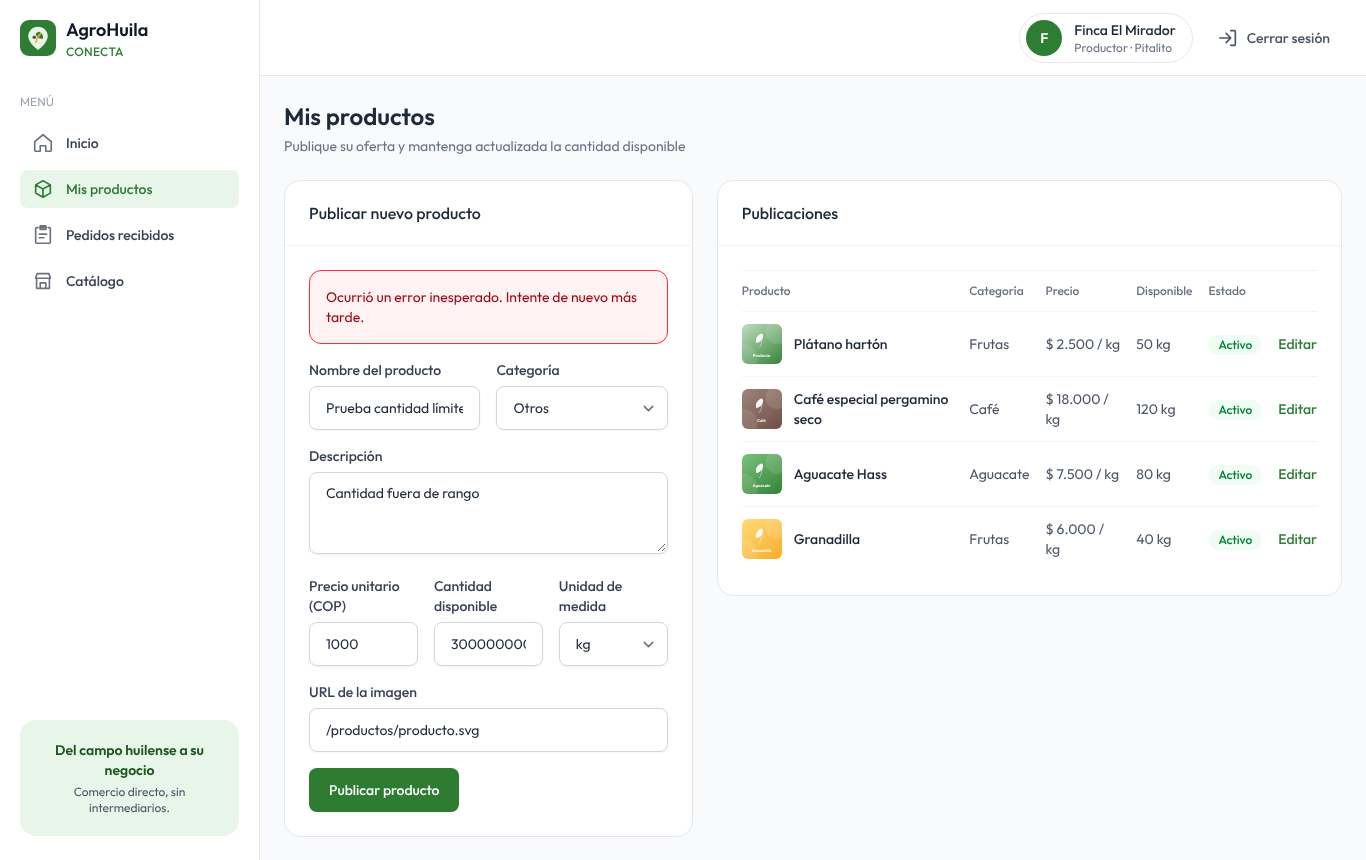 AgroHuila
CONECTA
MENÚ
Inicio
Mis productos
Pedidos recibidos
Catálogo
Del campo huilense a su
negocio
Comercio directo, sin
intermediarios.
F
Finca El Mirador
Productor · Pitalito
Cerrar sesión
Mis productos
Publique su oferta y mantenga actualizada la cantidad disponible
Publicar nuevo producto
Ocurrió un error inesperado. Intente de nuevo más
tarde.
Nombre del producto
Categoría
Prueba cantidad límite
Otros
Descripción
Cantidad fuera de rango
Precio unitario
(COP)
Cantidad
disponible
Unidad de
medida
1000
300000000
kg
URL de la imagen
/productos/producto.svg
Publicar producto
Publicaciones
Producto Categoría Precio Disponible Estado
Producto
Plátano hartón Frutas $ 2.500 / kg 50 kg Activo Editar
Café
Café especial pergamino
seco
Café
$ 18.000 /
kg
120 kg Activo Editar
Aguacate
Aguacate Hass Aguacate $ 7.500 / kg 80 kg Activo Editar
Granadilla
Granadilla Frutas
$ 6.000 /
kg
40 kg Activo Editar